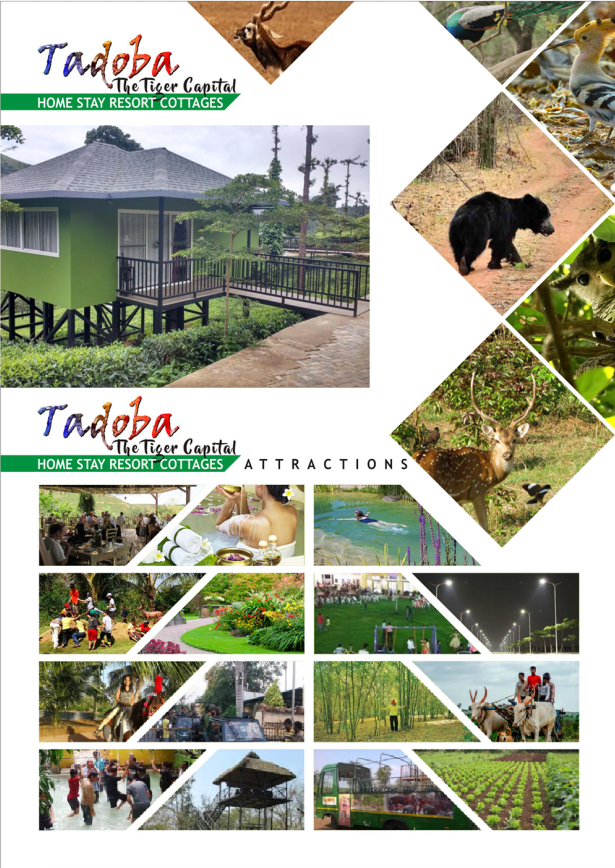 Tadoba
The Tiger Capital
HOME STAY RESORT COTTAGES
Tadoba
The Tiger Capital
HOME STAY RESORT COTTAGES
ATTRACTIONS